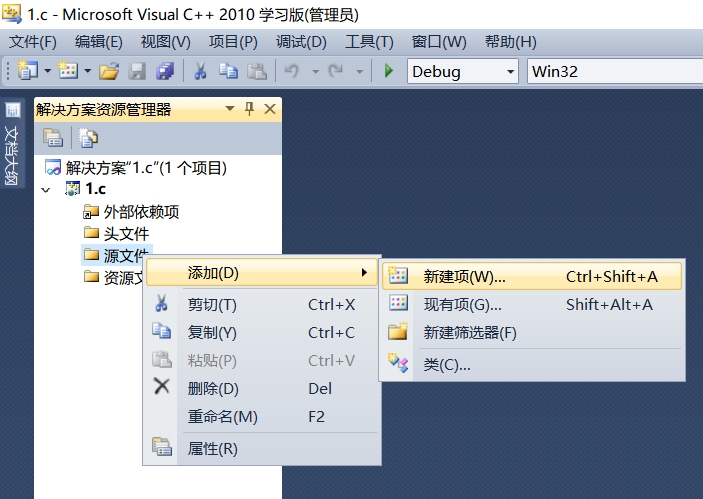 1.c - Microsoft Visual C++ 2010 学习版(管理员)
文件(F) 编辑(E) 视图(V) 项目(P) 调试(D) 工具(T) 窗口(W) 帮助(H)
Debug Win32
文档大纲
解决方案资源管理器
解决方案“1.c”(1 个项目)
1.c
外部依赖项
头文件
源文件
资源文
添加(D)
剪切(T) Ctrl+X
复制(Y) Ctrl+C
粘贴(P) Ctrl+V
删除(D) Del
重命名(M) F2
属性(R)
新建项(W)... Ctrl+Shift+A
现有项(G)... Shift+Alt+A
新建筛选器(F)
类(C)...